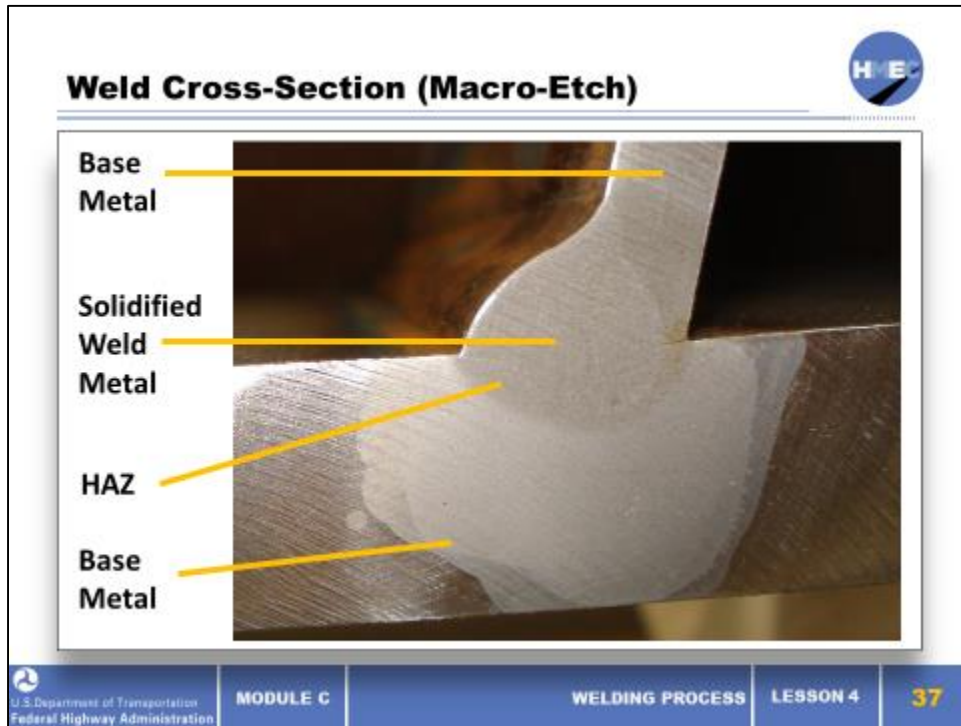 Weld Cross-Section (Macro-Etch)
HMEC
Base
Metal
Solidified
Weld
Metal
HAZ
Base
Metal
U.S.Department of Transportation
Federal Highway Administration
MODULE C
WELDING PROCESS
LESSON 4
37